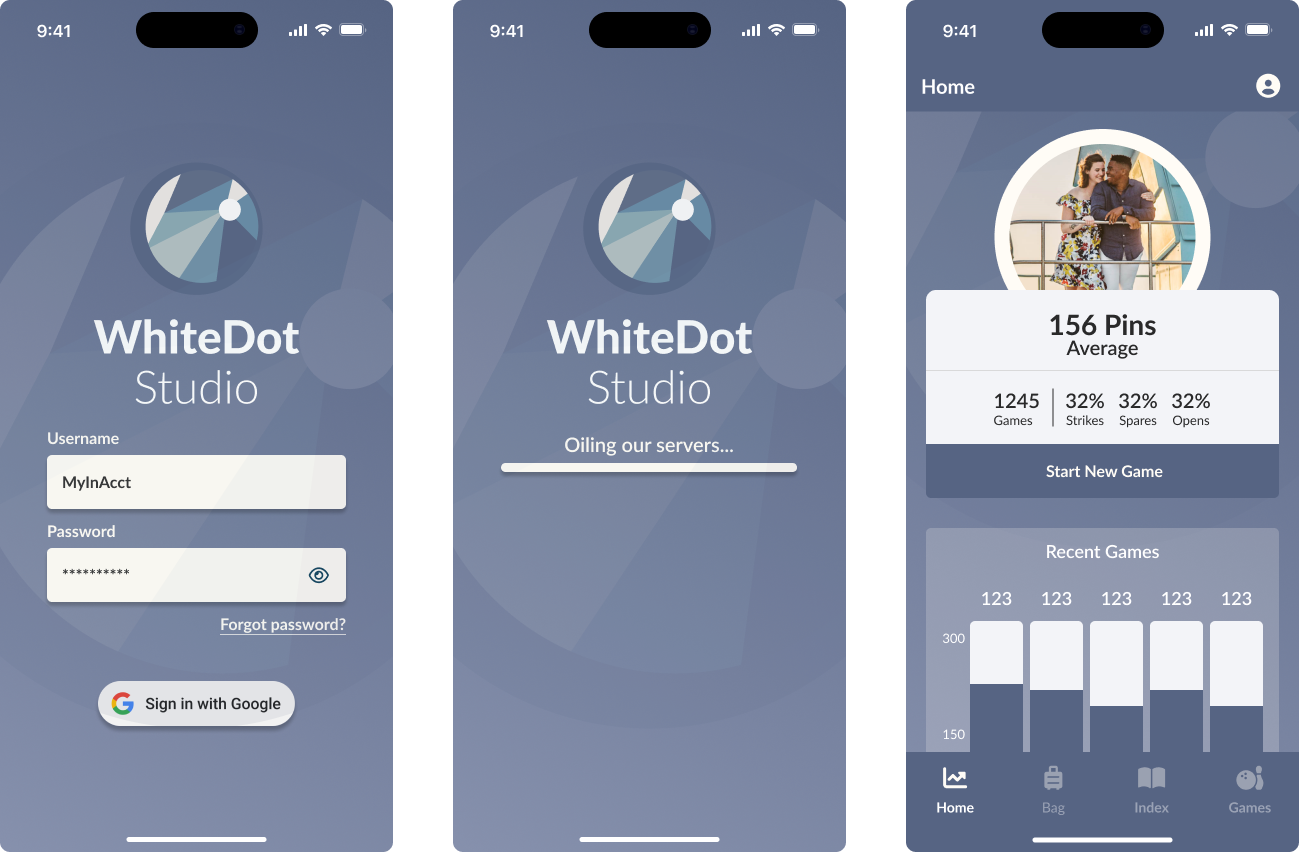 9:41
WhiteDot
Studio
Username
MyInAcct
Password
**********
Forgot password?
Sign in with Google
9:41
WhiteDot
Studio
Oiling our servers...
9:41
Home
156 Pins
Average
1245 32% 32% 32%
Games Strikes Spares Opens
Start New Game
Recent Games
123 123 123 123 123
300
150
Home Bag Index Games